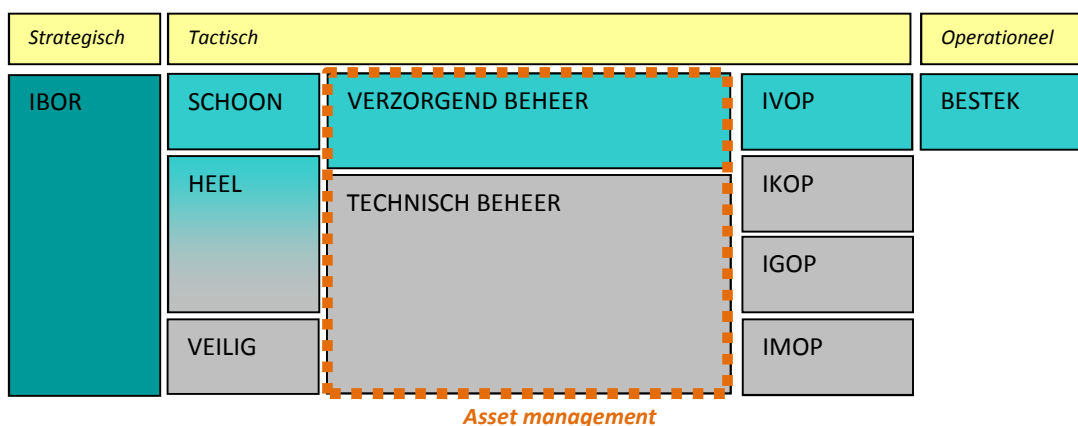 Strategisch
Tactisch
Operationeel
IBOR
SCHOON
VERZORGEND BEHEER
IVOP
BESTEK
HEEL
TECHNISCH BEHEER
IKOP
IGOP
VEILIG
IMOP
Asset management